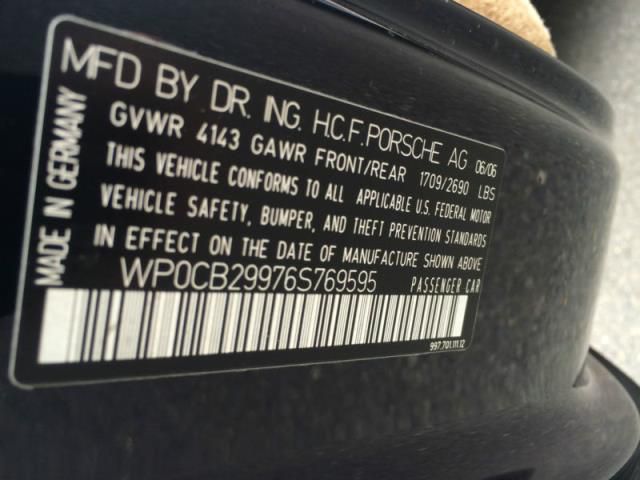 MFD BY DR. ING. H.C.F. PORSCHE AG 06/06
GVWR 4143 GAWR FRONT/REAR 1709/2690 LBS
THIS VEHICLE CONFORMS TO ALL APPLICABLE U.S. FEDERAL MOTOR
VEHICLE SAFETY, BUMPER, AND THEFT PREVENTION STANDARDS
IN EFFECT ON THE DATE OF MANUFACTURE SHOWN ABOVE.
WP0CB29976S769595 PASSENGER CAR
997.701.111.12
MADE IN GERMANY